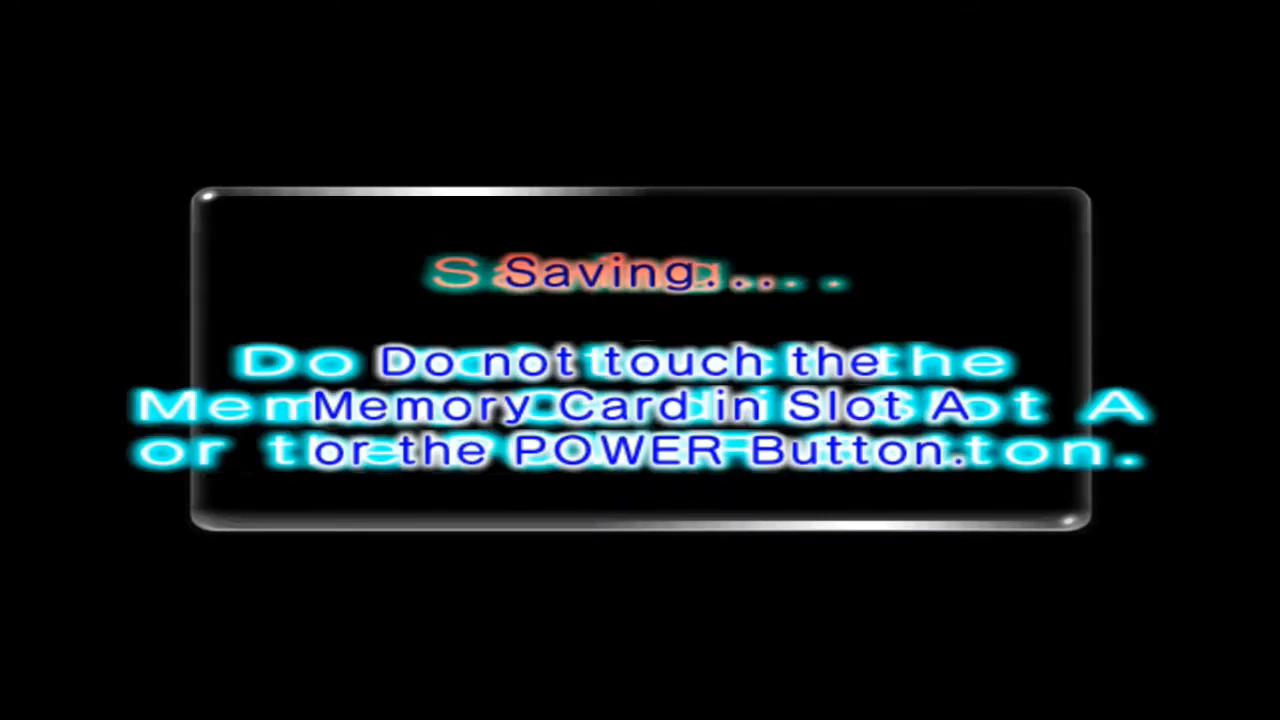 Saving....
Do not touch the
Memory Card in Slot A
or the POWER Button.